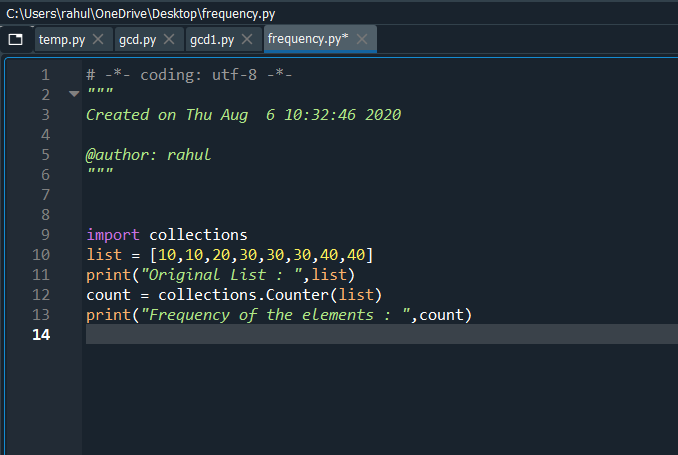 C:\Users\rahul\OneDrive\Desktop\frequency.py
temp.py gcd.py gcd1.py frequency.py*
1 # -*- coding: utf-8 -*-
2 """
3 Created on Thu Aug  6 10:32:46 2020
4
5 @author: rahul
6 """
7
8
9 import collections
10 list = [10,10,20,30,30,30,40,40]
11 print("Original List : ",list)
12 count = collections.Counter(list)
13 print("Frequency of the elements : ",count)
14